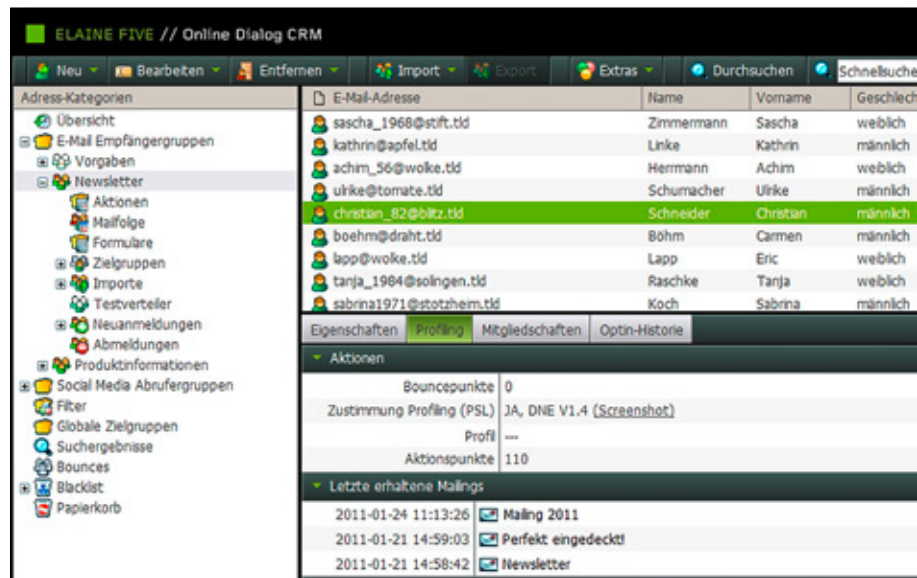 ELAINE FIVE // Online Dialog CRM
Neu Bearbeiten Entfernen Import Export Extras Durchsuchen Schnellsuche
Adress-Kategorien
Übersicht
E-Mail Empfängergruppen
Vorgaben
Newsletter
Aktionen
Mailfolge
Formulare
Zielgruppen
Importe
Testverteiler
Neuanmeldungen
Abmeldungen
Produktinformationen
Social Media Abrufergruppen
Filter
Globale Zielgruppen
Suchergebnisse
Bounces
Blacklist
Papierkorb
E-Mail-Adresse Name Vorname Geschlech
sascha_1968@stift.tld Zimmermann Sascha weiblich
kathrin@apfel.tld Linke Kathrin männlich
achim_56@wolke.tld Herrmann Achim weiblich
ulrike@tomate.tld Schumacher Ulrike männlich
christian_82@blitz.tld Schneider Christian männlich
boehm@draht.tld Böhm Carmen männlich
lapp@wolke.tld Lapp Eric weiblich
tanja_1984@solingen.tld Raschke Tanja weiblich
sabrina1971@stotzheim.tld Koch Sabrina männlich
Eigenschaften Profiling Mitgliedschaften Optin-Historie
Aktionen
Bouncepunkte 0
Zustimmung Profiling (PSL) JA, DNE V1.4 (Screenshot)
Profil ---
Aktionspunkte 110
Letzte erhaltene Mailings
2011-01-24 11:13:26 Mailing 2011
2011-01-21 14:59:03 Perfekt eingedeckt!
2011-01-21 14:58:42 Newsletter